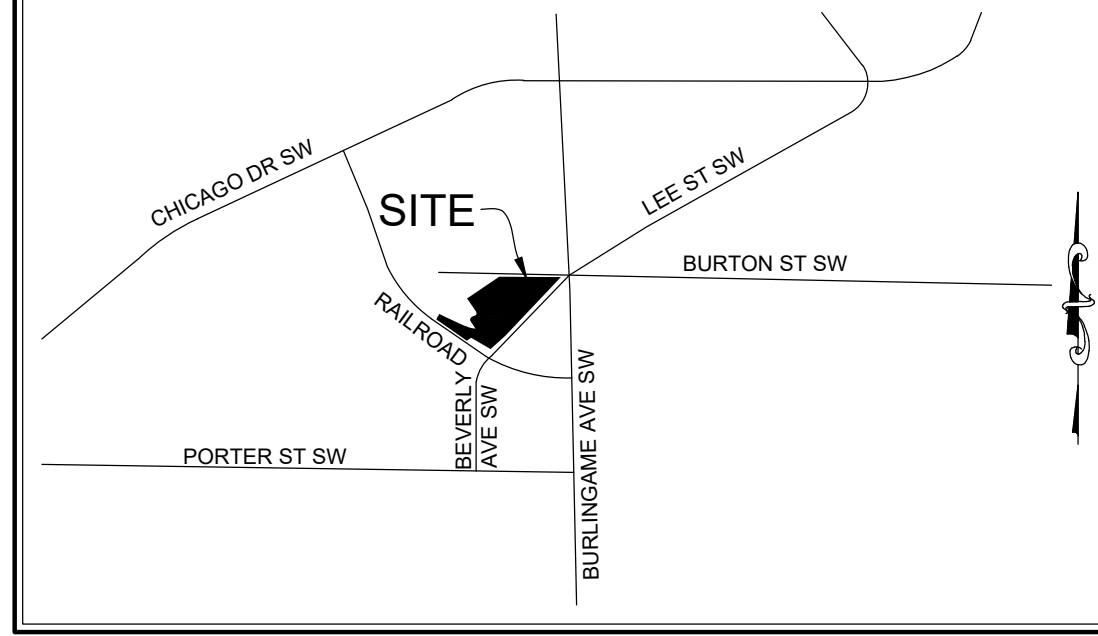 CHICAGO DR SW
LEE ST SW
SITE
BURTON ST SW
RAILROAD
BEVERLY
AVE SW
BURLINGAME AVE SW
PORTER ST SW